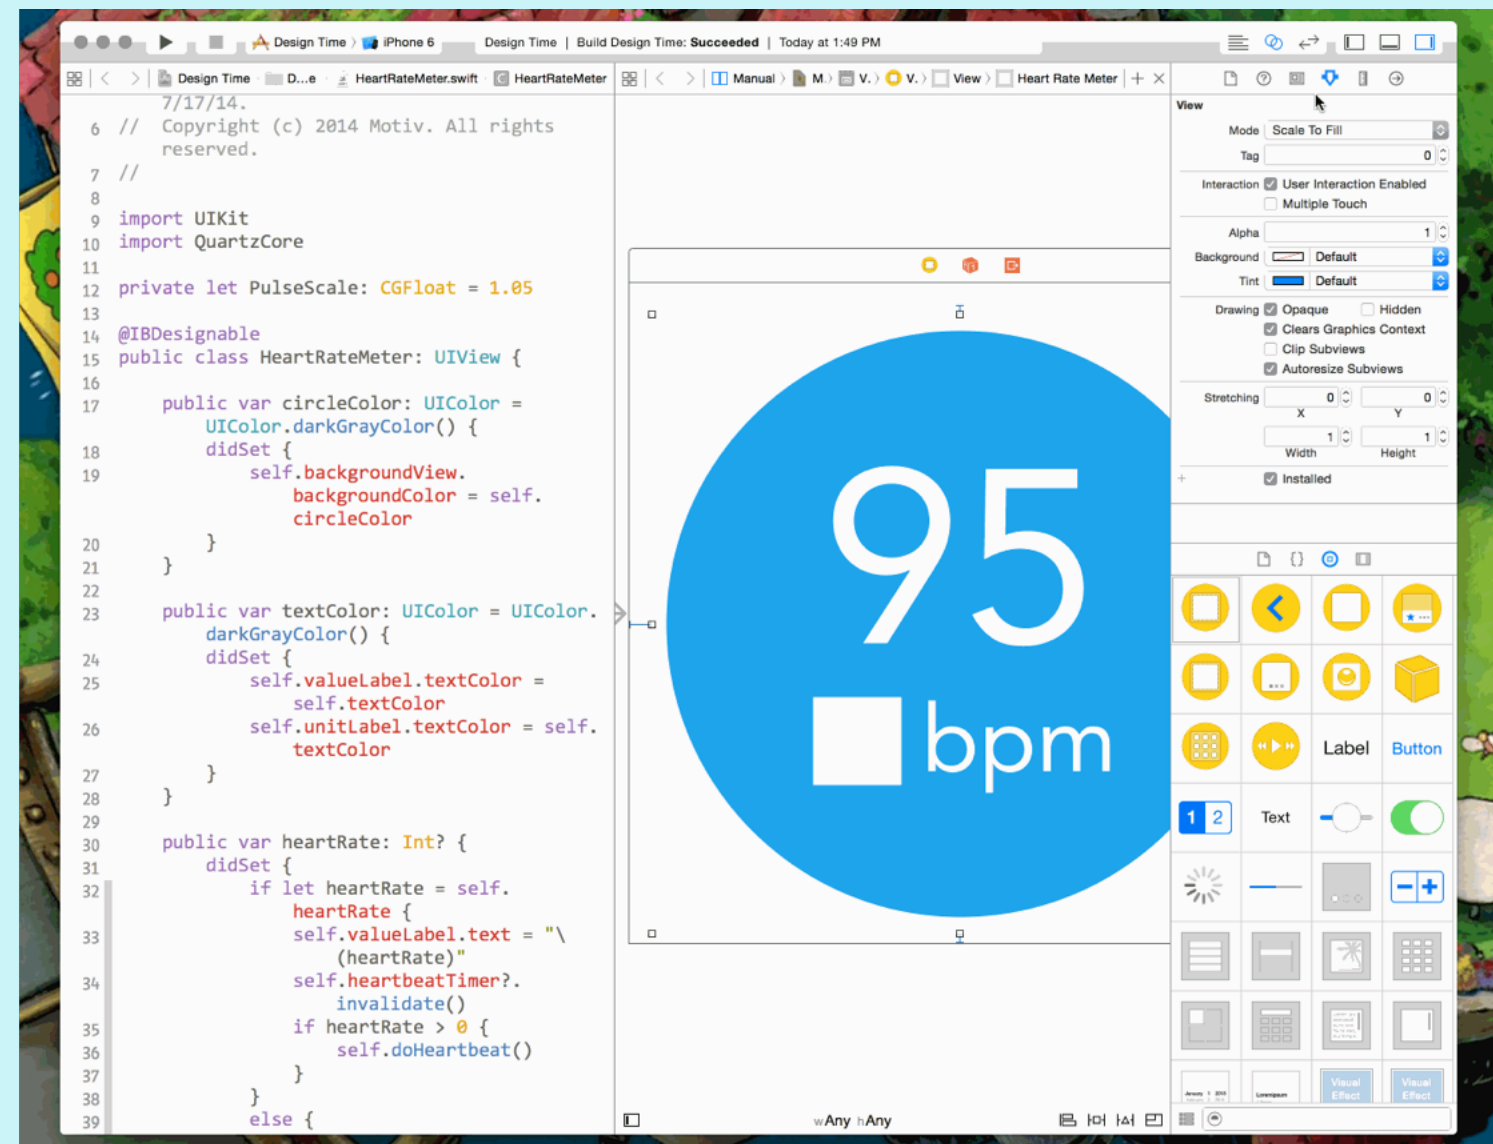 Design Time › iPhone 6
Design Time | Build Design Time: Succeeded | Today at 1:49 PM
Design Time D...e HeartRateMeter.swift HeartRateMeter
Manual › M. › V. › V. › View › Heart Rate Meter
7/17/14.
6 // Copyright (c) 2014 Motiv. All rights
reserved.
7 //
8
9 import UIKit
10 import QuartzCore
11
12 private let PulseScale: CGFloat = 1.05
13
14 @IBDesignable
15 public class HeartRateMeter: UIView {
16
17 public var circleColor: UIColor =
UIColor.darkGrayColor() {
18 didSet {
19 self.backgroundView.
backgroundColor = self.
circleColor
20 }
21 }
22
23 public var textColor: UIColor = UIColor.
darkGrayColor() {
24 didSet {
25 self.valueLabel.textColor =
self.textColor
26 self.unitLabel.textColor = self.
textColor
27 }
28 }
29
30 public var heartRate: Int? {
31 didSet {
32 if let heartRate = self.
heartRate {
33 self.valueLabel.text = "\
(heartRate)"
34 self.heartbeatTimer?.
invalidate()
35 if heartRate > 0 {
36 self.doHeartbeat()
37 }
38 }
39 else {
95
bpm
wAny hAny
View
Mode Scale To Fill
Tag 0
Interaction User Interaction Enabled
Multiple Touch
Alpha 1
Background Default
Tint Default
Drawing Opaque Hidden
Clears Graphics Context
Clip Subviews
Autoresize Subviews
Stretching 0 0
X Y
1 1
Width Height
Installed
Label Button
1 2 Text
Visual Effect
Visual Effect